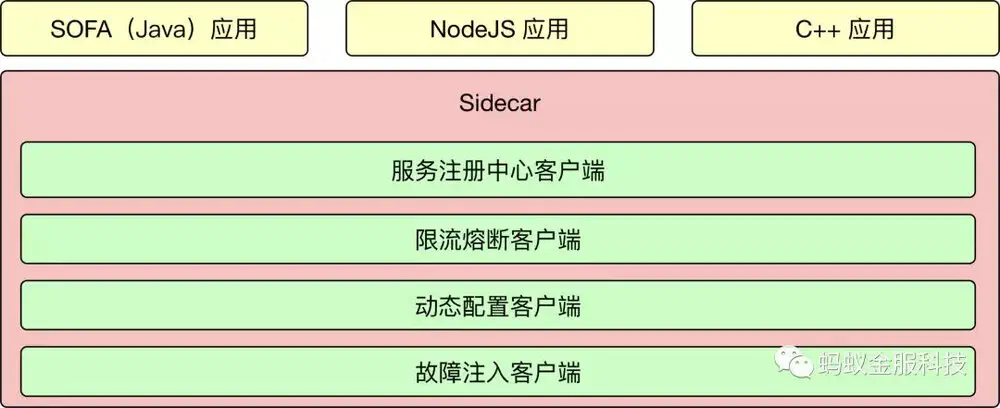 SOFA（Java）应用
NodeJS 应用
C++ 应用
Sidecar
服务注册中心客户端
限流熔断客户端
动态配置客户端
故障注入客户端
蚂蚁金服科技